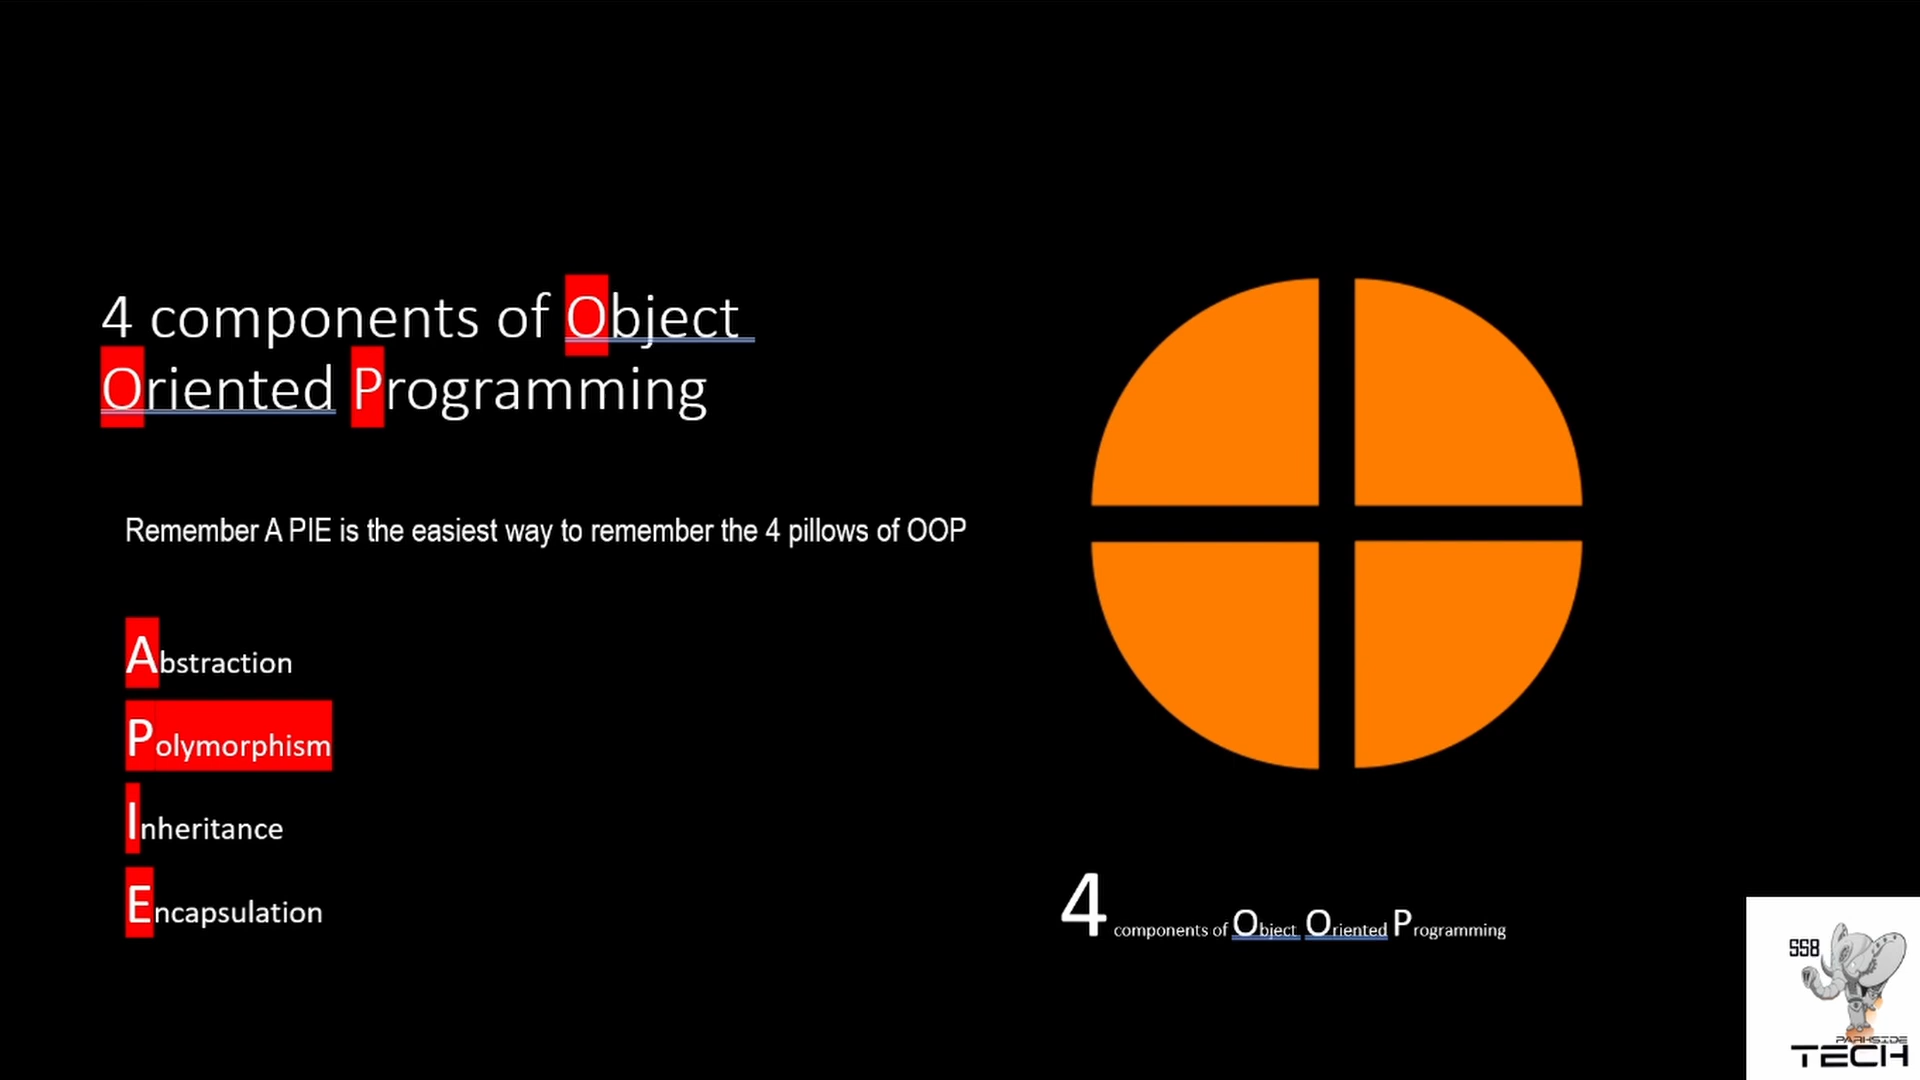 4 components of Object
Oriented Programming
Remember A PIE is the easiest way to remember the 4 pillows of OOP
Abstraction
Polymorphism
Inheritance
Encapsulation
4 components of Object Oriented Programming
558
PARKSIDE
TECH